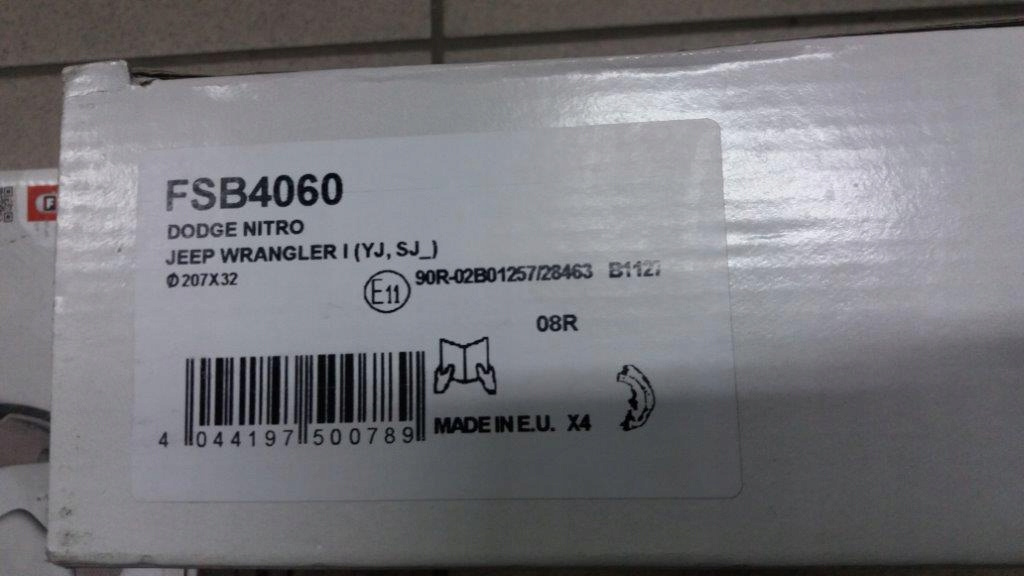 FSB4060
DODGE NITRO
JEEP WRANGLER I (YJ, SJ_)
Φ 207X32
E11 90R-02B01257/28463 B1127
08R
4 044197 500789
MADE IN E.U. X4
F